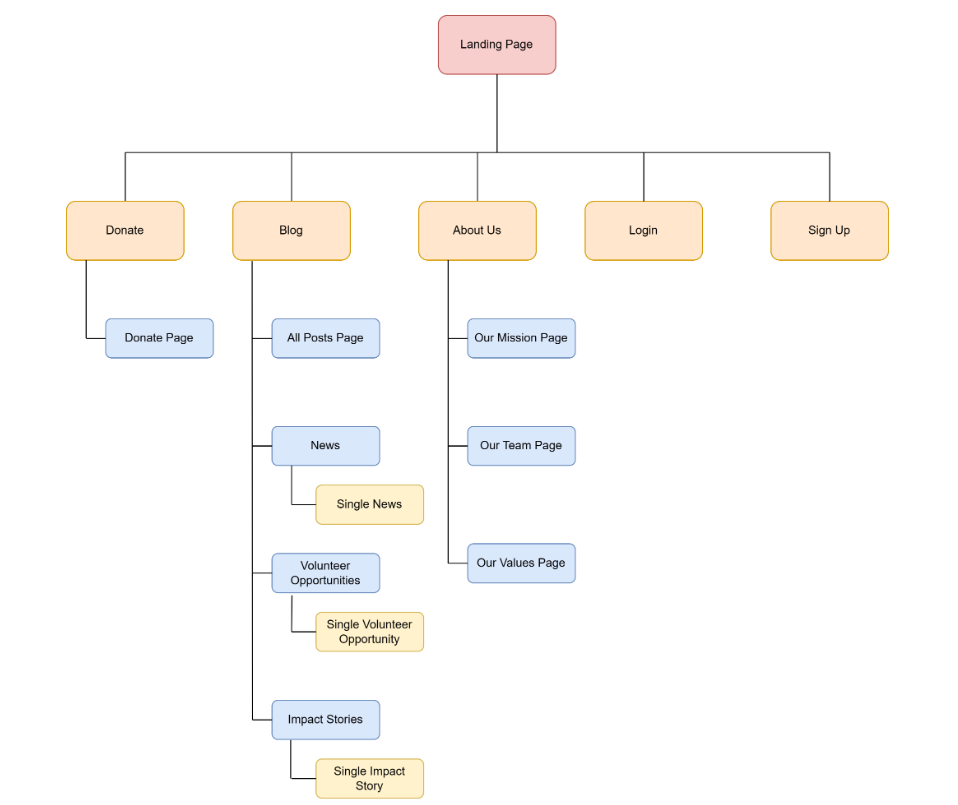 Landing Page
Donate
Blog
About Us
Login
Sign Up
Donate Page
All Posts Page
Our Mission Page
News
Our Team Page
Single News
Volunteer
Opportunities
Our Values Page
Single Volunteer
Opportunity
Impact Stories
Single Impact
Story